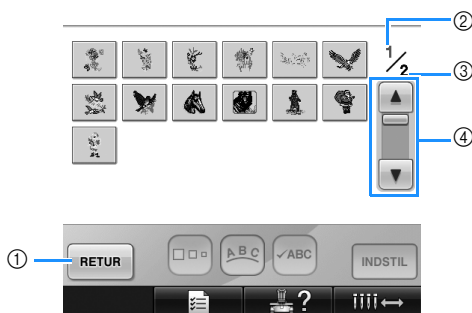 ②
1/2
③
④
①
RETUR
ABC
✓ABC
INDSTIL
?